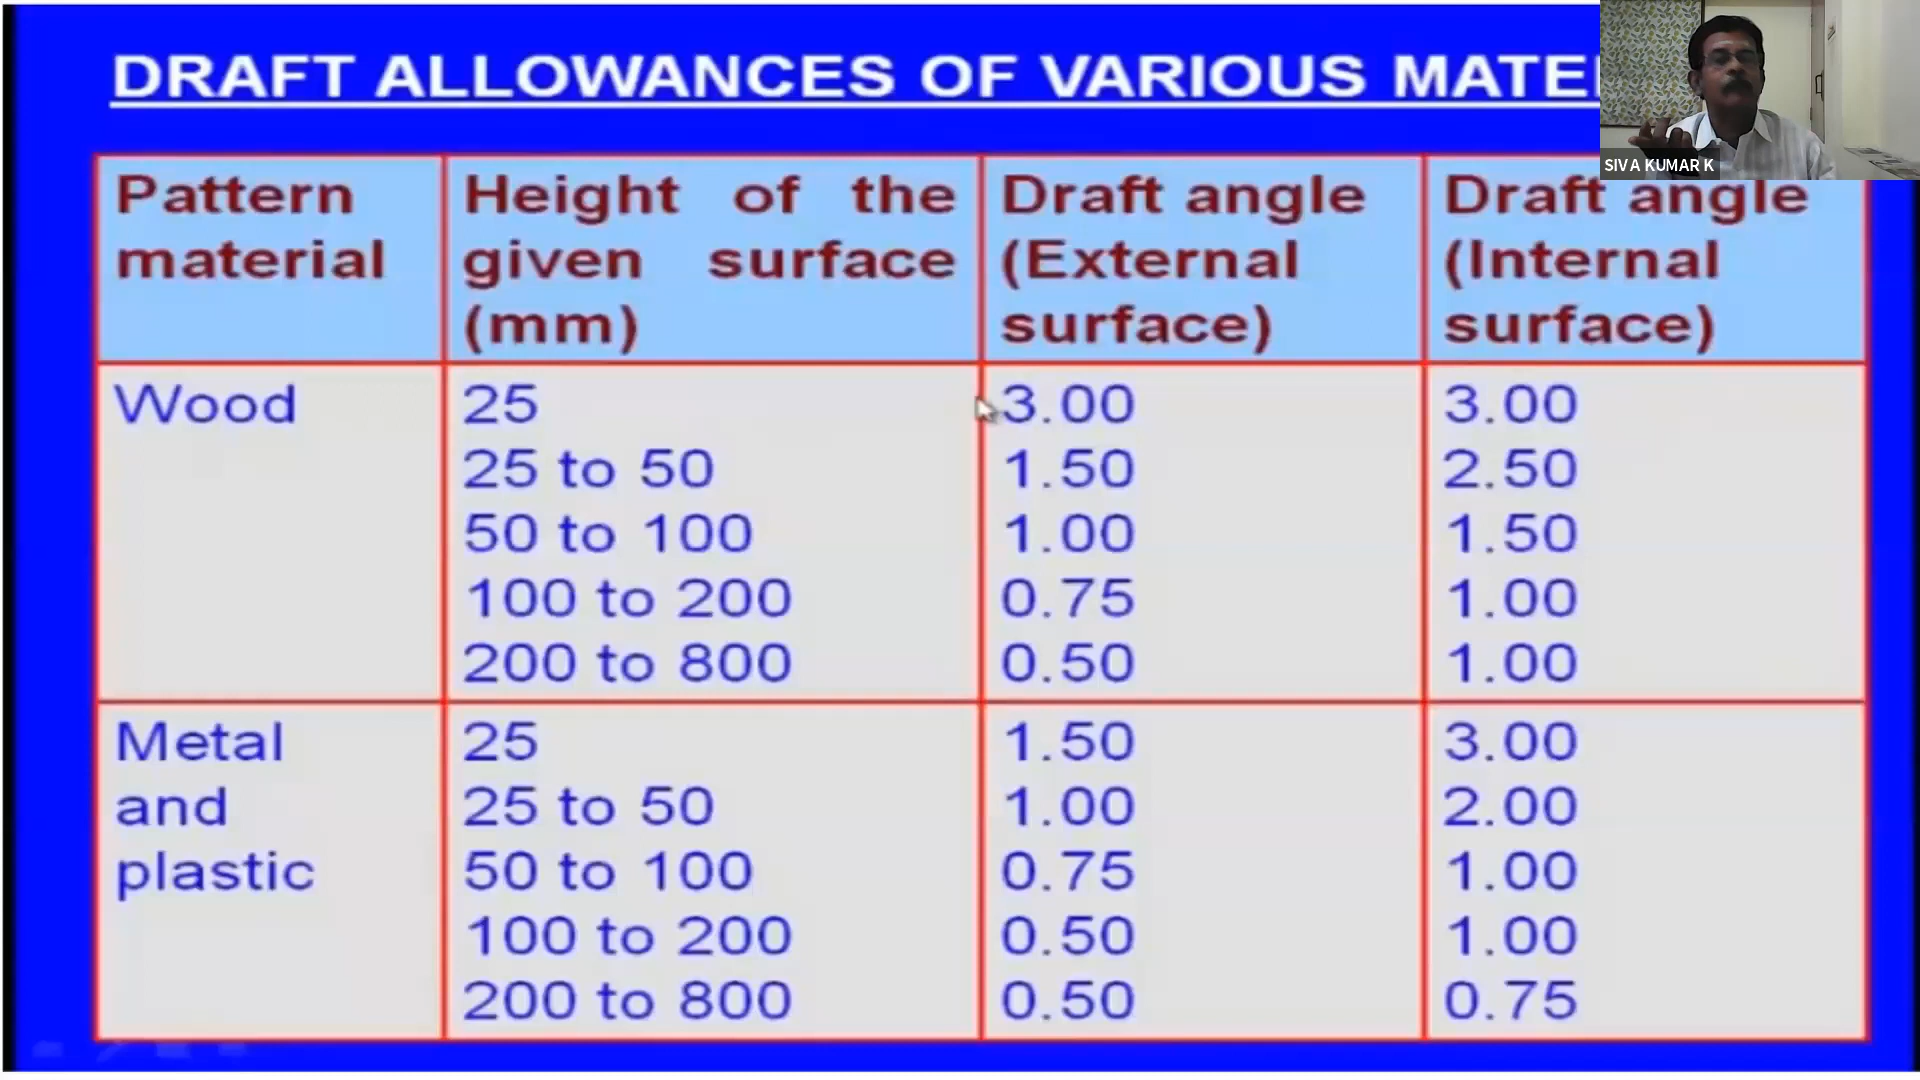 DRAFT ALLOWANCES OF VARIOUS
SIVA KUMAR K
Pattern material
Height of the given surface (mm)
Draft angle (External surface)
Draft angle (Internal surface)
Wood
25 3.00 3.00
25 to 50 1.50 2.50
50 to 100 1.00 1.50
100 to 200 0.75 1.00
200 to 800 0.50 1.00
Metal and plastic
25 1.50 3.00
25 to 50 1.00 2.00
50 to 100 0.75 1.00
100 to 200 0.50 1.00
200 to 800 0.50 0.75